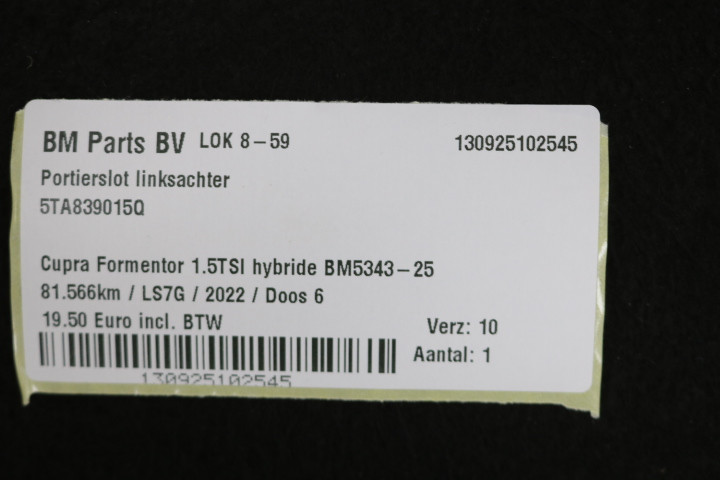 BM Parts BV LOK 8-59 130925102545
Portierslot linksachter
5TA839015Q
Cupra Formentor 1.5TSI hybride BM5343-25
81.566km / LS7G / 2022 / Doos 6
19.50 Euro incl. BTW
Verz: 10
Aantal: 1
130925102545